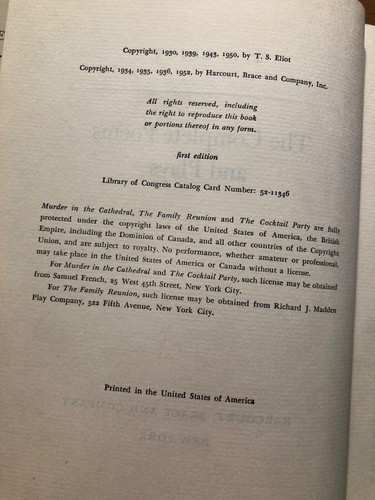 Copyright, 1930, 1939, 1943, 1950, by T. S. Eliot
Copyright, 1934, 1935, 1936, 1952, by Harcourt, Brace and Company, Inc.
All rights reserved, including
the right to reproduce this book
or portions thereof in any form.
first edition
Library of Congress Catalog Card Number: 52-11346
Murder in the Cathedral, The Family Reunion and The Cocktail Party are fully
protected under the copyright laws of the United States of America, the British
Empire, including the Dominion of Canada, and all other countries of the Copyright
Union, and are subject to royalty. No performance, whether amateur or professional,
may take place in the United States of America or Canada without a license.
For Murder in the Cathedral and The Cocktail Party, such license may be obtained
from Samuel French, 25 West 45th Street, New York City.
For The Family Reunion, such license may be obtained from Richard J. Madden
Play Company, 522 Fifth Avenue, New York City.
Printed in the United States of America